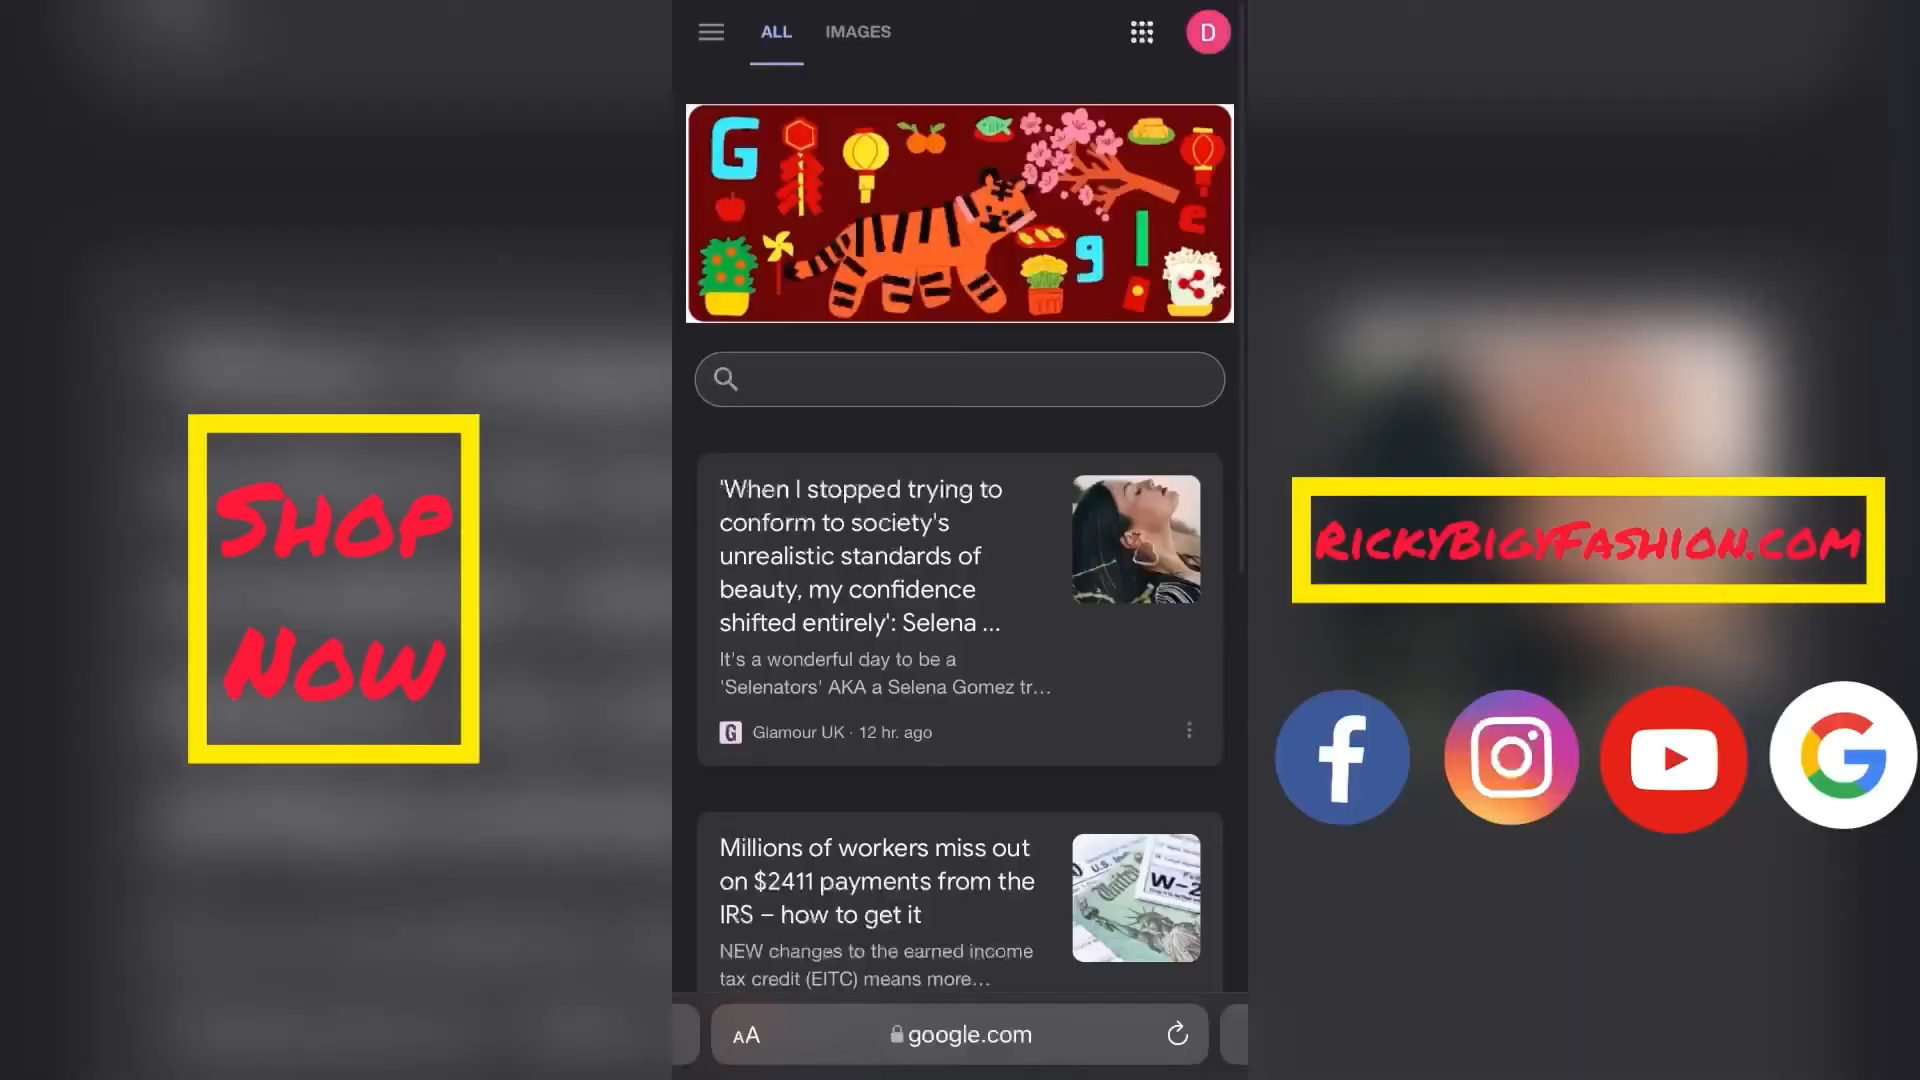 ALL IMAGES
D
G
g l e
'When I stopped trying to
conform to society's
unrealistic standards of
beauty, my confidence
shifted entirely': Selena ...
It's a wonderful day to be a
'Selenators' AKA a Selena Gomez tr...
G Glamour UK · 12 hr. ago
Millions of workers miss out
on $2411 payments from the
IRS – how to get it
NEW changes to the earned income
tax credit (EITC) means more...
W-2
United
AA google.com
Shop
Now
RickyBigyFashion.com